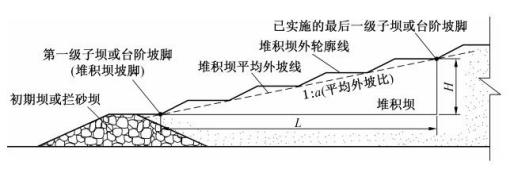 已实施的最后一级子坝或台阶坡脚
第一级子坝或台阶坡脚
(堆积坝坡脚)
堆积坝外轮廓线
堆积坝平均外坡线
初期坝或拦砂坝
1:a(平均外坡比)
堆积坝
H
L